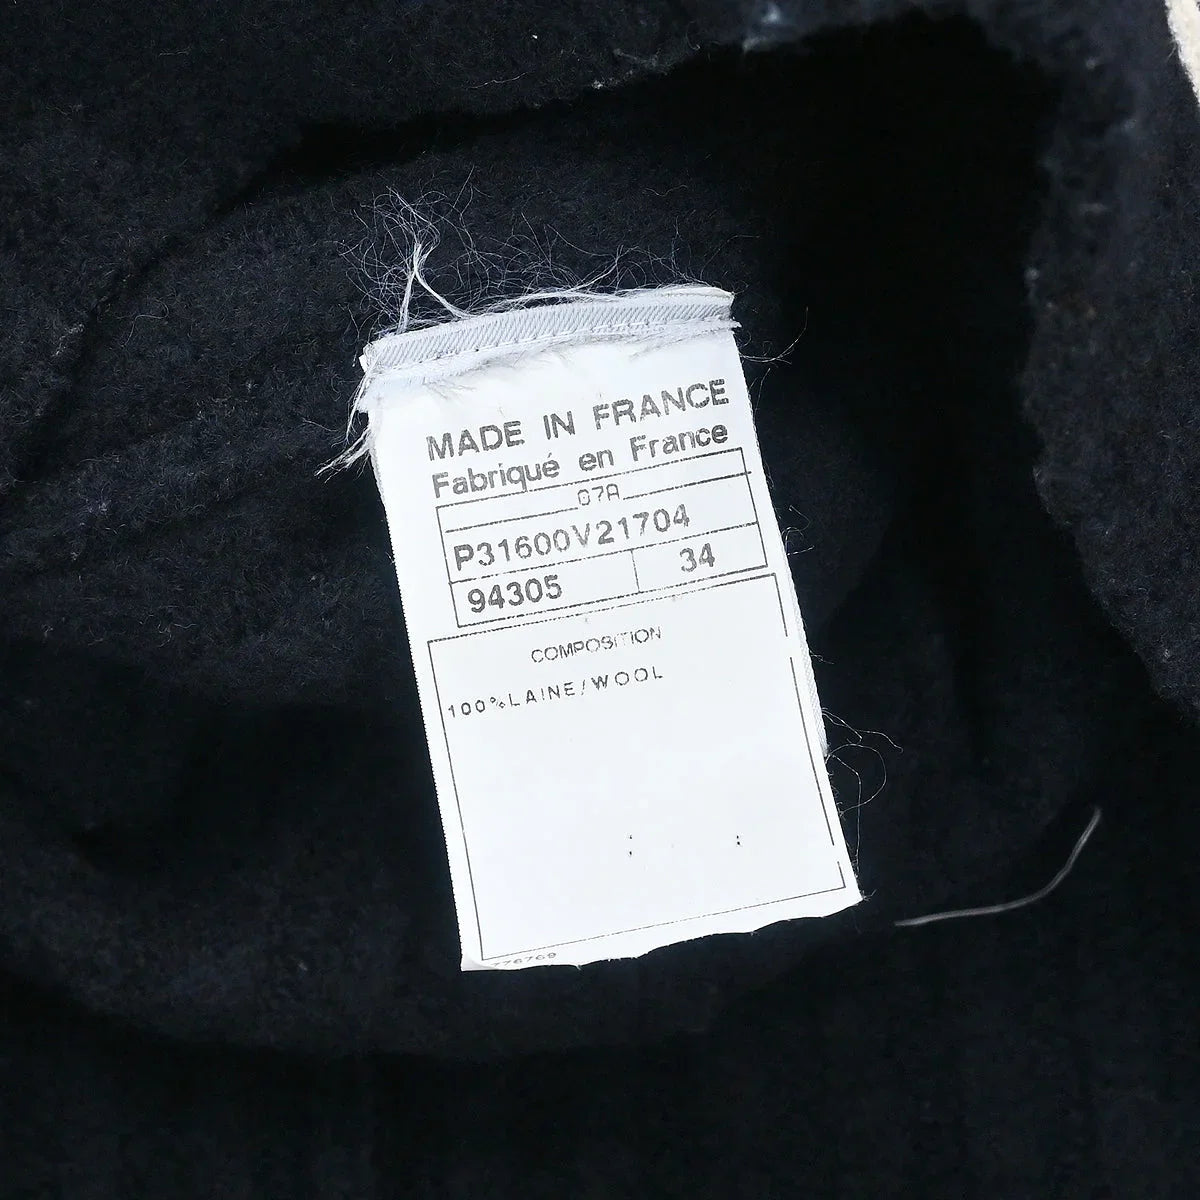 MADE IN FRANCE
Fabriqué en France
07A
P31600V21704
94305 34
COMPOSITION
100%LAINE/WOOL